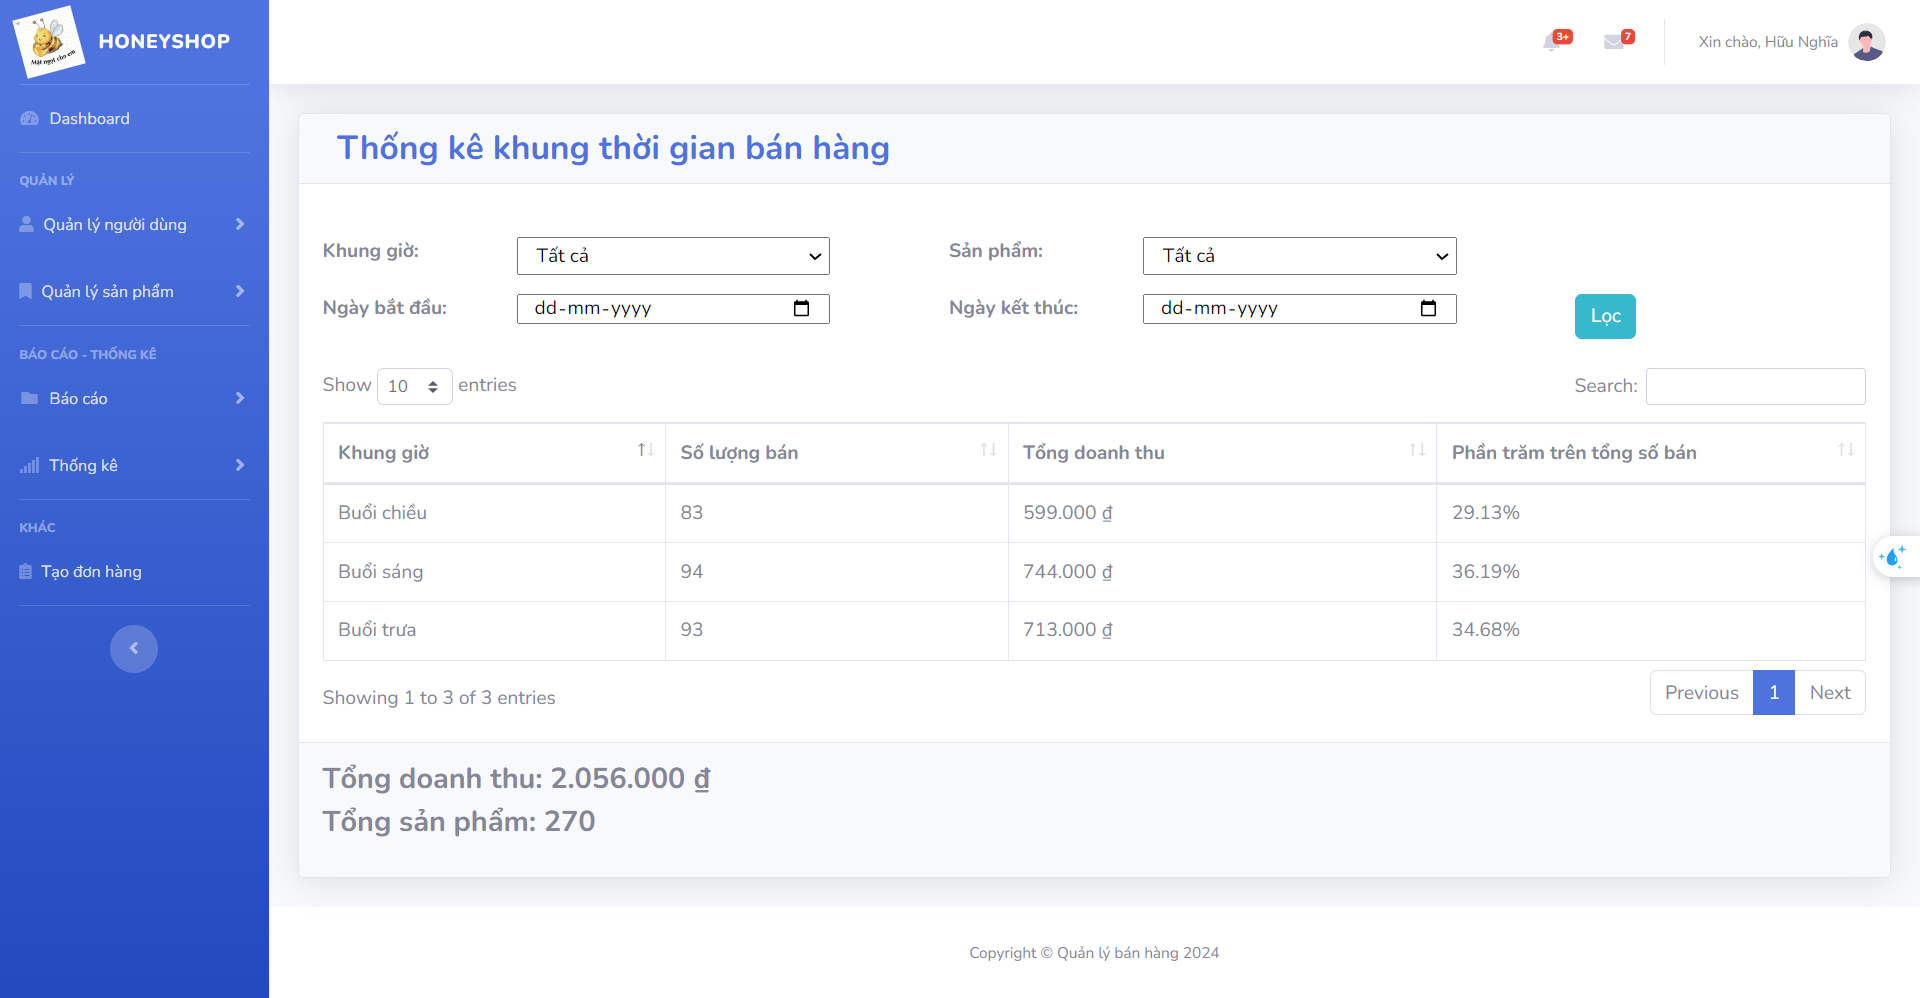 Mật ngọt cho em
HONEYSHOP
3+
7
Xin chào, Hữu Nghĩa
Dashboard
QUẢN LÝ
Quản lý người dùng
Quản lý sản phẩm
BÁO CÁO - THỐNG KÊ
Báo cáo
Thống kê
KHÁC
Tạo đơn hàng
Thống kê khung thời gian bán hàng
Khung giờ: Tất cả Sản phẩm: Tất cả
Ngày bắt đầu: dd-mm-yyyy Ngày kết thúc: dd-mm-yyyy Lọc
Show 10 entries Search:
Khung giờ Số lượng bán Tổng doanh thu Phần trăm trên tổng số bán
Buổi chiều 83 599.000 ₫ 29.13%
Buổi sáng 94 744.000 ₫ 36.19%
Buổi trưa 93 713.000 ₫ 34.68%
Showing 1 to 3 of 3 entries Previous 1 Next
Tổng doanh thu: 2.056.000 ₫
Tổng sản phẩm: 270
Copyright © Quản lý bán hàng 2024